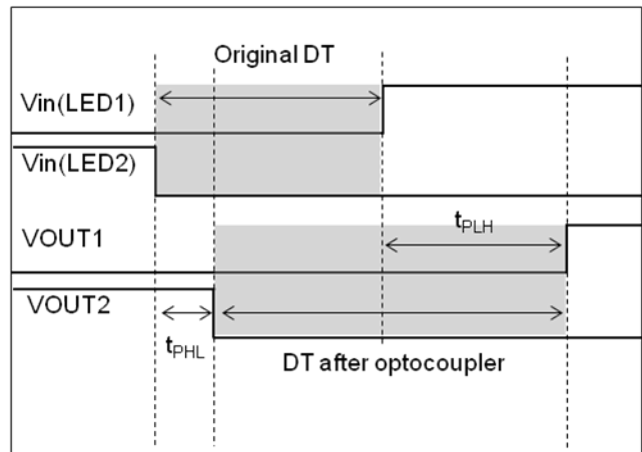 Original DT
Vin(LED1)
Vin(LED2)
VOUT1
tPLH
VOUT2
tPHL
DT after optocoupler